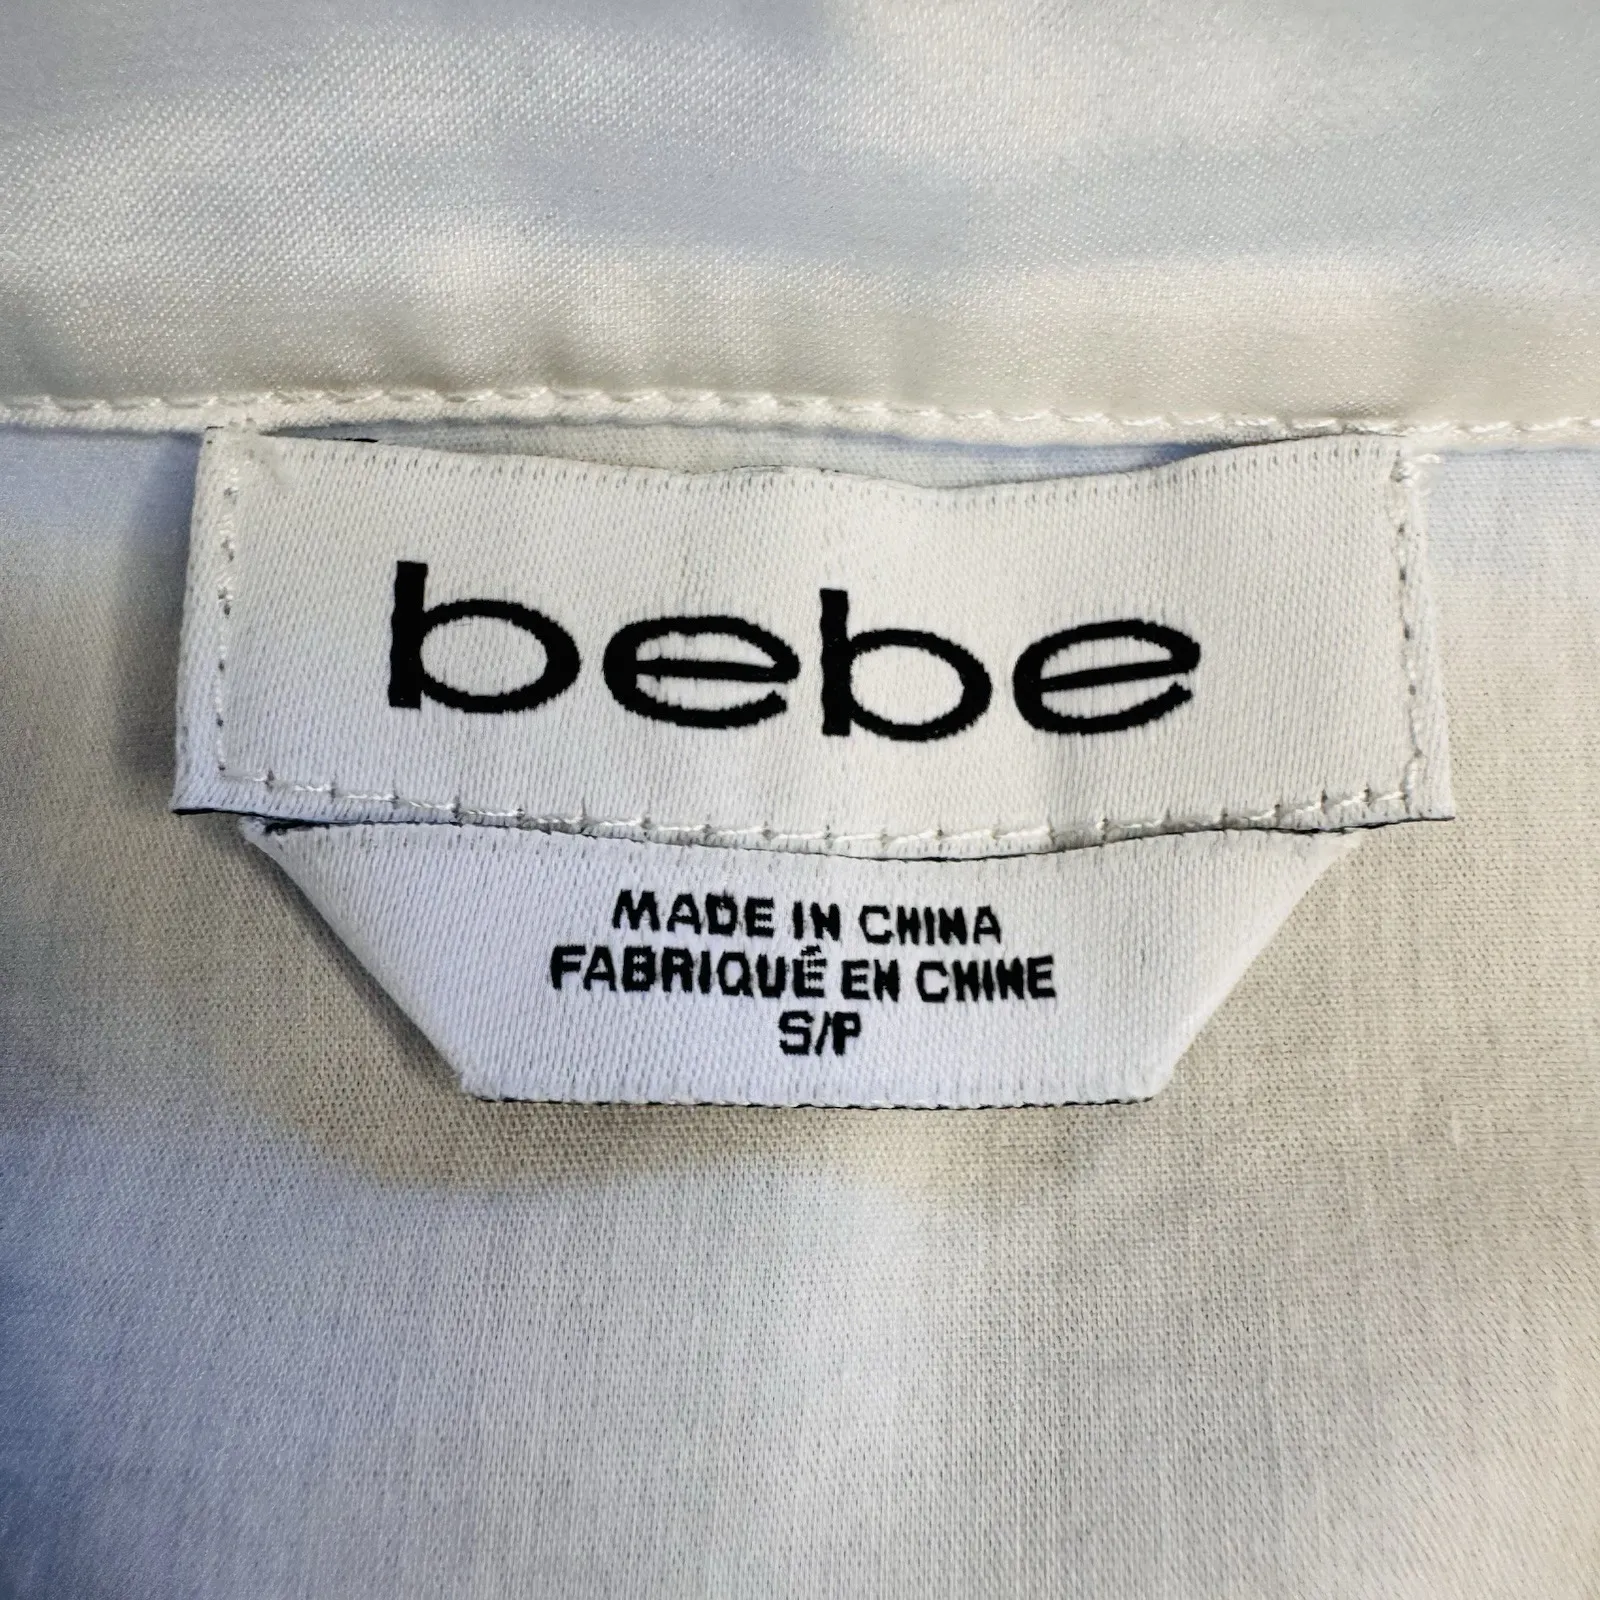 bebe
MADE IN CHINA
FABRIQUÉ EN CHINE
S/P